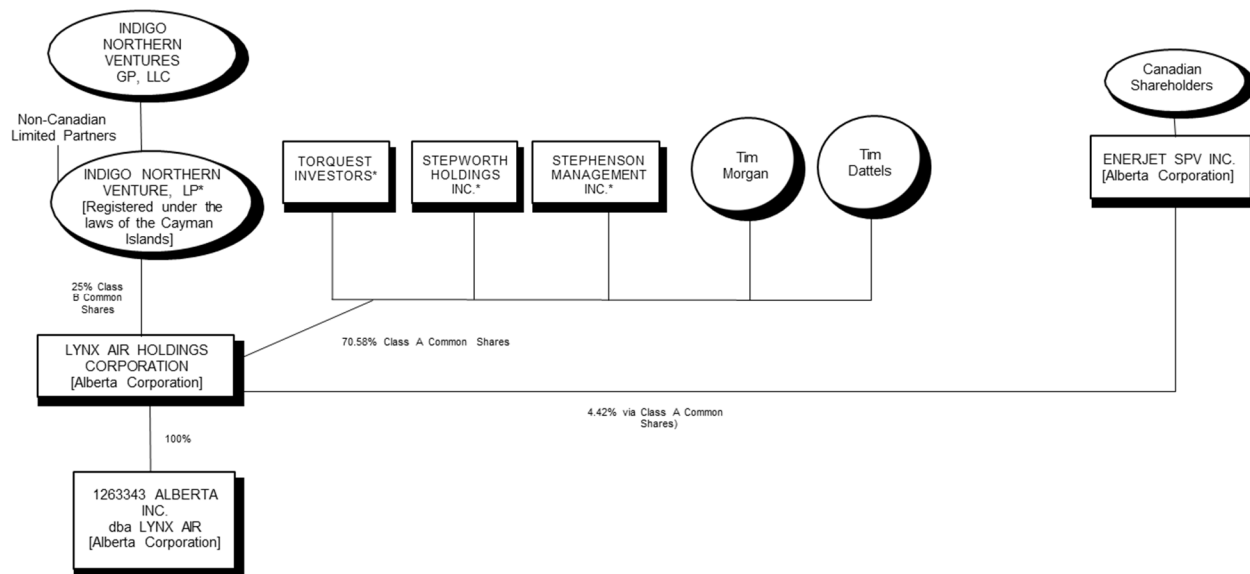 INDIGO
NORTHERN
VENTURES
GP, LLC
Non-Canadian
Limited Partners
INDIGO NORTHERN
VENTURE, LP*
[Registered under the
laws of the Cayman
Islands]
25% Class
B Common
Shares
TORQUEST
INVESTORS*
STEPWORTH
HOLDINGS
INC.*
STEPHENSON
MANAGEMENT
INC.*
Tim
Morgan
Tim
Dattels
Canadian
Shareholders
ENERJET SPV INC.
[Alberta Corporation]
70.58% Class A Common Shares
LYNX AIR HOLDINGS
CORPORATION
[Alberta Corporation]
4.42% via Class A Common
Shares)
100%
1263343 ALBERTA
INC.
dba LYNX AIR
[Alberta Corporation]